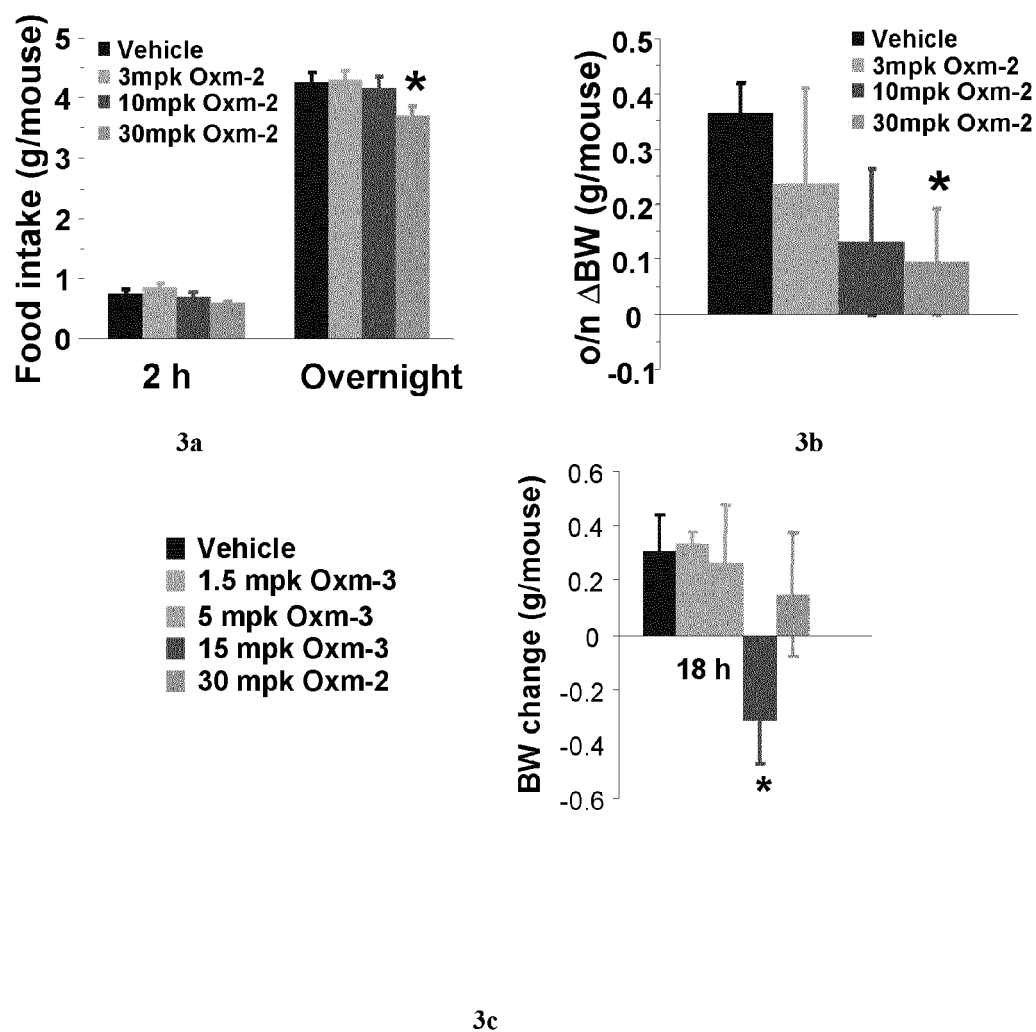 Food intake (g/mouse)
5
4
3
2
1
0
Vehicle
3mpk Oxm-2
10mpk Oxm-2
30mpk Oxm-2
*
2 h
Overnight
3a
o/n ΔBW (g/mouse)
0.5
0.4
0.3
0.2
0.1
0
-0.1
Vehicle
3mpk Oxm-2
10mpk Oxm-2
30mpk Oxm-2
*
3b
Vehicle
1.5 mpk Oxm-3
5 mpk Oxm-3
15 mpk Oxm-3
30 mpk Oxm-2
BW change (g/mouse)
0.6
0.4
0.2
0
-0.2
-0.4
-0.6
18 h
*
3c